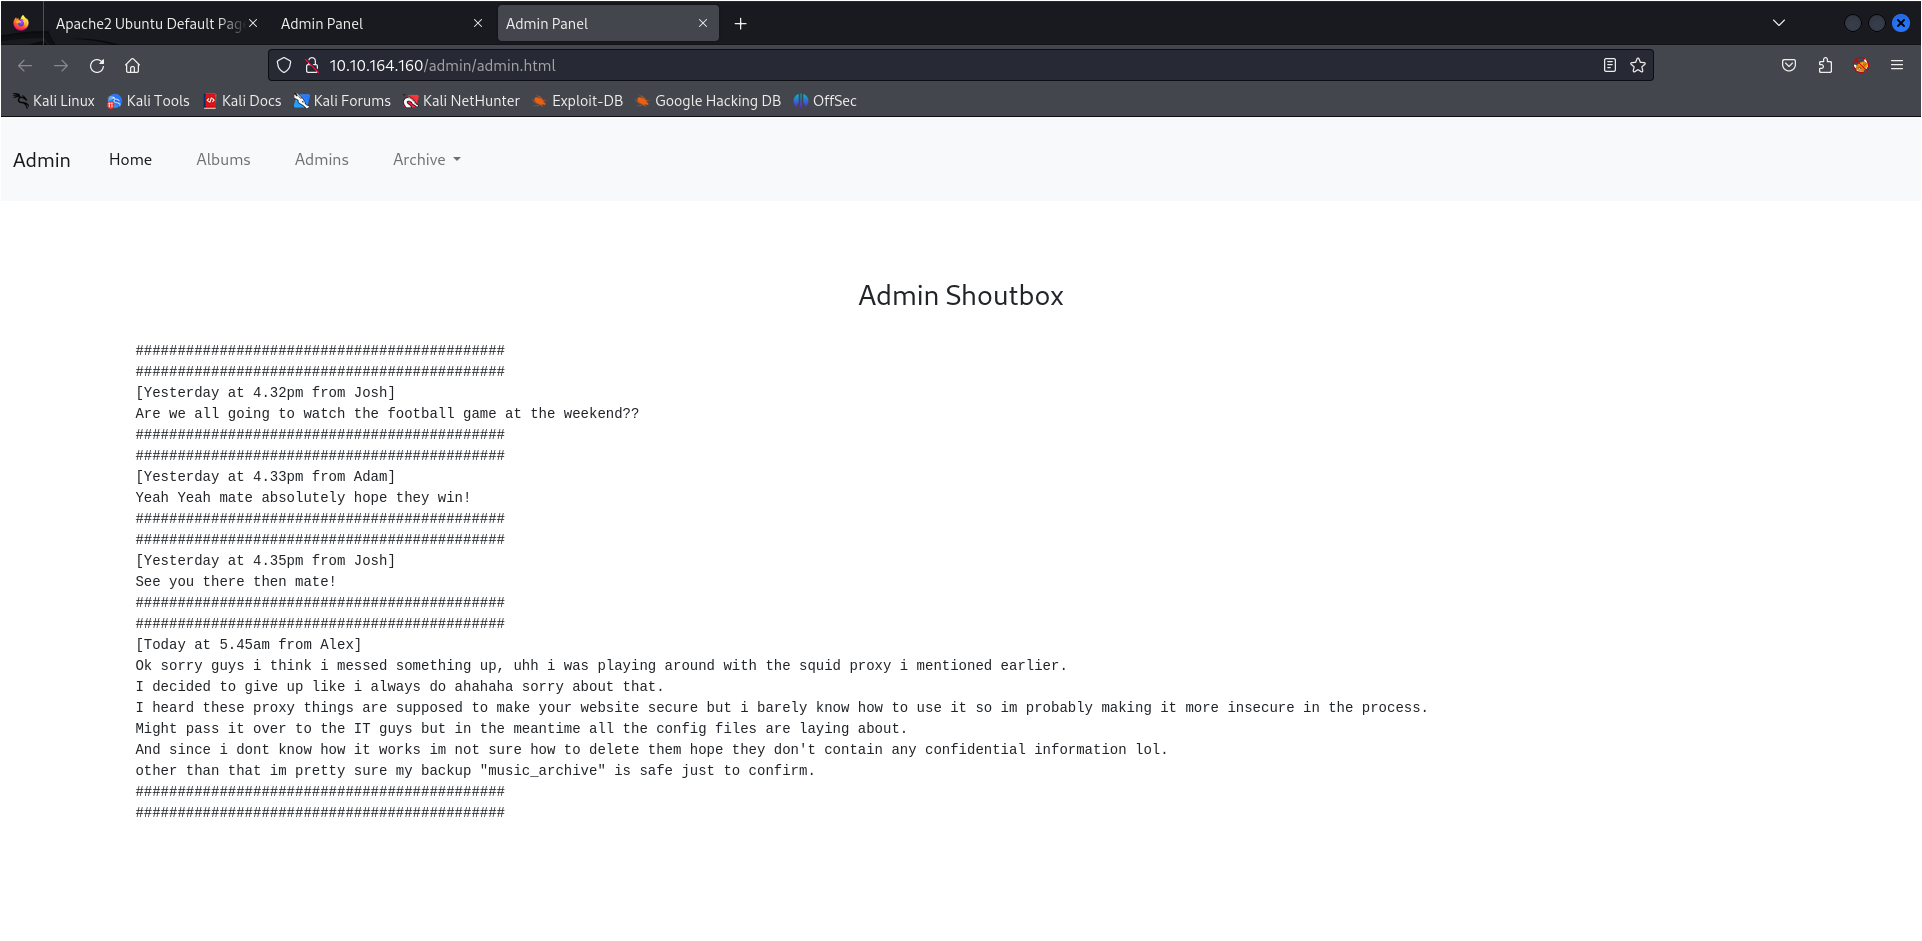 Apache2 Ubuntu Default Pag
Admin Panel
Admin Panel
10.10.164.160/admin/admin.html
Kali Linux
Kali Tools
Kali Docs
Kali Forums
Kali NetHunter
Exploit-DB
Google Hacking DB
OffSec
Admin
Home
Albums
Admins
Archive
Admin Shoutbox
############################################
############################################
[Yesterday at 4.32pm from Josh]
Are we all going to watch the football game at the weekend??
############################################
############################################
[Yesterday at 4.33pm from Adam]
Yeah Yeah mate absolutely hope they win!
############################################
############################################
[Yesterday at 4.35pm from Josh]
See you there then mate!
############################################
############################################
[Today at 5.45am from Alex]
Ok sorry guys i think i messed something up, uhh i was playing around with the squid proxy i mentioned earlier.
I decided to give up like i always do ahahaha sorry about that.
I heard these proxy things are supposed to make your website secure but i barely know how to use it so im probably making it more insecure in the process.
Might pass it over to the IT guys but in the meantime all the config files are laying about.
And since i dont know how it works im not sure how to delete them hope they don't contain any confidential information lol.
other than that im pretty sure my backup "music_archive" is safe just to confirm.
############################################
############################################